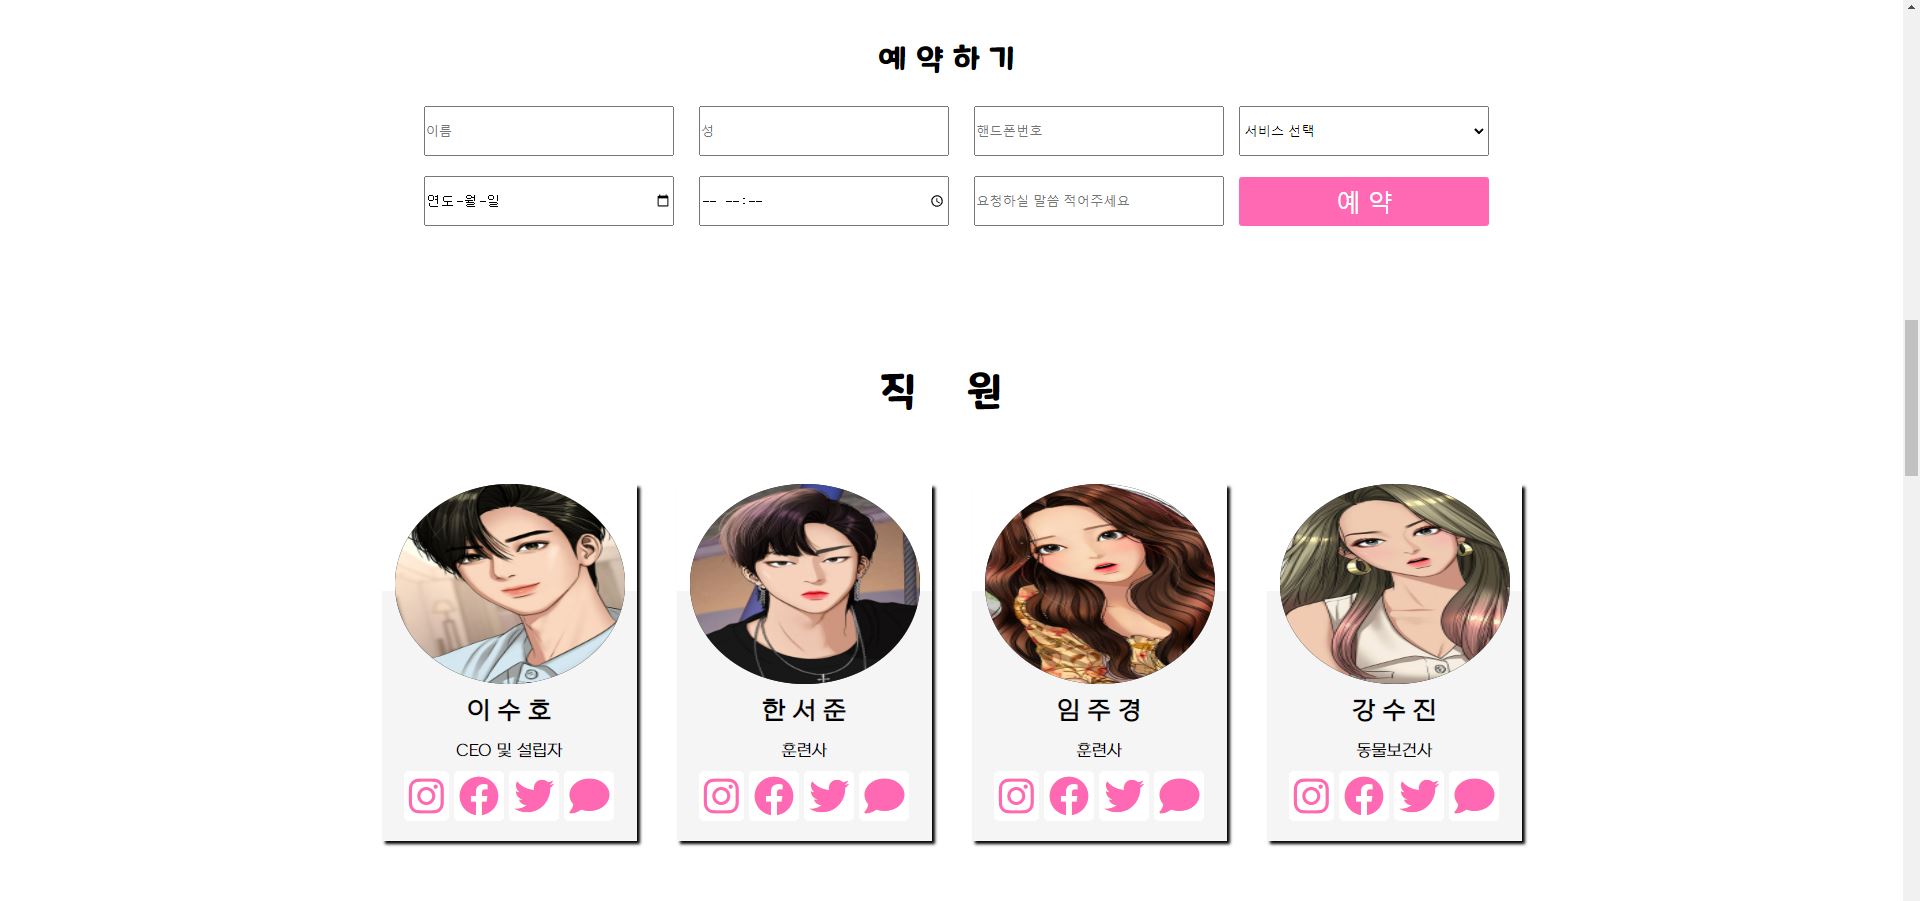 예 약 하 기
이름 성 핸드폰번호 서비스 선택
연도-월-일 -- --:-- 요청하실 말씀 적어주세요 예 약
직 원
이 수 호 한 서 준 임 주 경 강 수 진
CEO 및 설립자 훈련사 훈련사 동물보건사